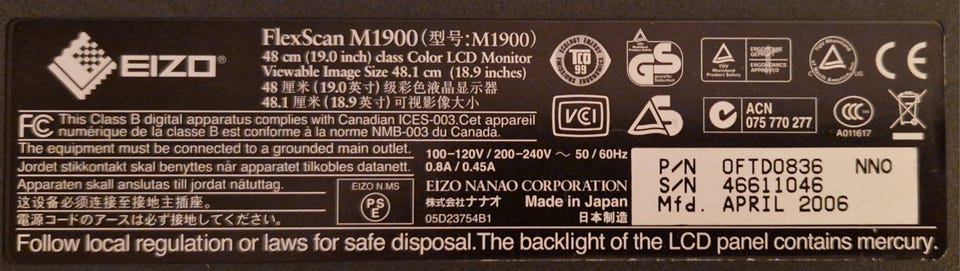 EIZO®
FlexScan M1900 (型号:M1900)
48 cm (19.0 inch) class Color LCD Monitor
Viewable Image Size 48.1 cm (18.9 inches)
48 厘米 (19.0英寸) 级彩色液晶显示器
48.1 厘米 (18.9英寸) 可视影像大小
TCO
99
GS
FC This Class B digital apparatus complies with Canadian ICES-003.Cet appareil
numérique de la classe B est conforme à la norme NMB-003 du Canada.
VCCI
ACN
075 770 277
CCC
A011617
CE
The equipment must be connected to a grounded main outlet.
Jordet stikkontakt skal benyttes når apparatet tilkobles datanett.
Apparaten skall anslutas till jordat nätuttag.
这设备必须连接至接地主插座。
電源コードのアースは必ず接地してください。
EIZO N.MS
PSE
100-120V / 200-240V ～ 50 / 60Hz
0.8A / 0.45A
EIZO NANAO CORPORATION
株式会社 ナナオ Made in Japan
05D23754B1 日本制造
P/N 0FTD0836 NNO
S/N 46611046
Mfd. APRIL 2006
Follow local regulation or laws for safe disposal.The backlight of the LCD panel contains mercury.